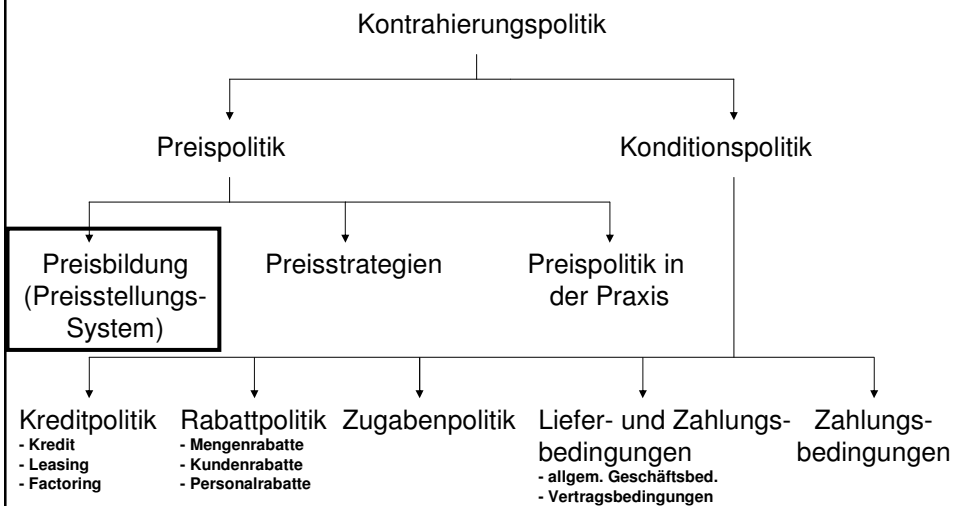 Kontrahierungspolitik
Preispolitik
Konditionspolitik
Preisbildung
(Preisstellungs-
System)
Preisstrategien
Preispolitik in
der Praxis
Kreditpolitik
- Kredit
- Leasing
- Factoring
Rabattpolitik
- Mengenrabatte
- Kundenrabatte
- Personalrabatte
Zugabenpolitik
Liefer- und Zahlungs-
bedingungen
- allgem. Geschäftsbed.
- Vertragsbedingungen
Zahlungs-
bedingungen